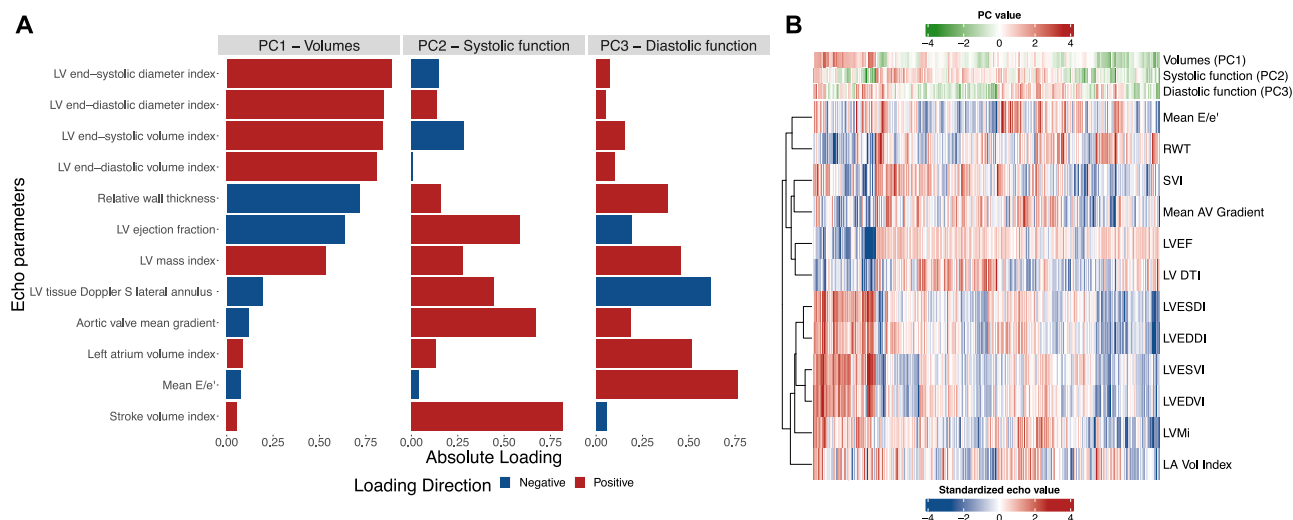 A
PC1 – Volumes
PC2 – Systolic function
PC3 – Diastolic function
Echo parameters
LV end–systolic diameter index
LV end–diastolic diameter index
LV end–systolic volume index
LV end–diastolic volume index
Relative wall thickness
LV ejection fraction
LV mass index
LV tissue Doppler S lateral annulus
Aortic valve mean gradient
Left atrium volume index
Mean E/e'
Stroke volume index
0.00 0.25 0.50 0.75
0.00 0.25 0.50 0.75
0.00 0.25 0.50 0.75
Absolute Loading
Loading Direction Negative Positive
B
PC value
−4 −2 0 2 4
Volumes (PC1)
Systolic function (PC2)
Diastolic function (PC3)
Mean E/e'
RWT
SVI
Mean AV Gradient
LVEF
LV DTI
LVESDI
LVEDDI
LVESVI
LVEDVI
LVMi
LA Vol Index
Standardized echo value
−4 −2 0 2 4